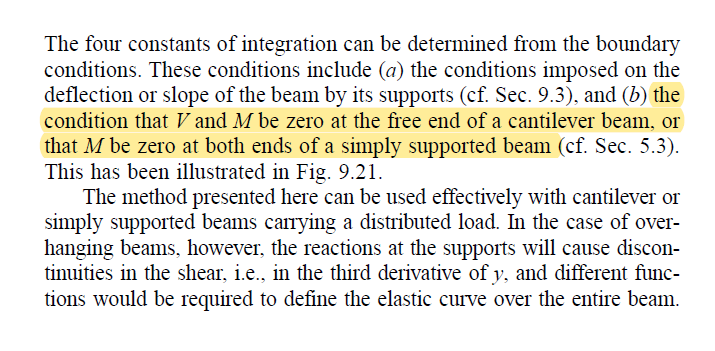 The four constants of integration can be determined from the boundary
conditions. These conditions include (a) the conditions imposed on the
deflection or slope of the beam by its supports (cf. Sec. 9.3), and (b) the
condition that V and M be zero at the free end of a cantilever beam, or
that M be zero at both ends of a simply supported beam (cf. Sec. 5.3).
This has been illustrated in Fig. 9.21.
The method presented here can be used effectively with cantilever or
simply supported beams carrying a distributed load. In the case of over-
hanging beams, however, the reactions at the supports will cause discon-
tinuities in the shear, i.e., in the third derivative of y, and different func-
tions would be required to define the elastic curve over the entire beam.